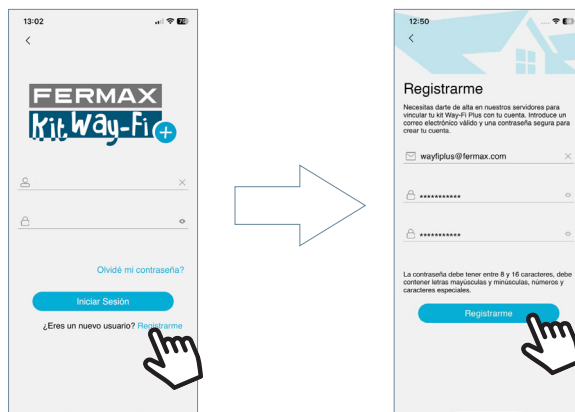 13:02
FERMAX
Kit Way-Fi +
Olvidé mi contraseña?
Iniciar Sesión
¿Eres un nuevo usuario? Registrarme
12:50
Registrarme
Necesitas darte de alta en nuestros servidores para
vincular tu kit Way-Fi Plus con tu cuenta. Introduce un
correo electrónico válido y una contraseña segura para
crear tu cuenta.
wayfiplus@fermax.com
***********
***********
La contraseña debe tener entre 8 y 16 caracteres, debe
contener letras mayúsculas y minúsculas, números y
caracteres especiales.
Registrarme